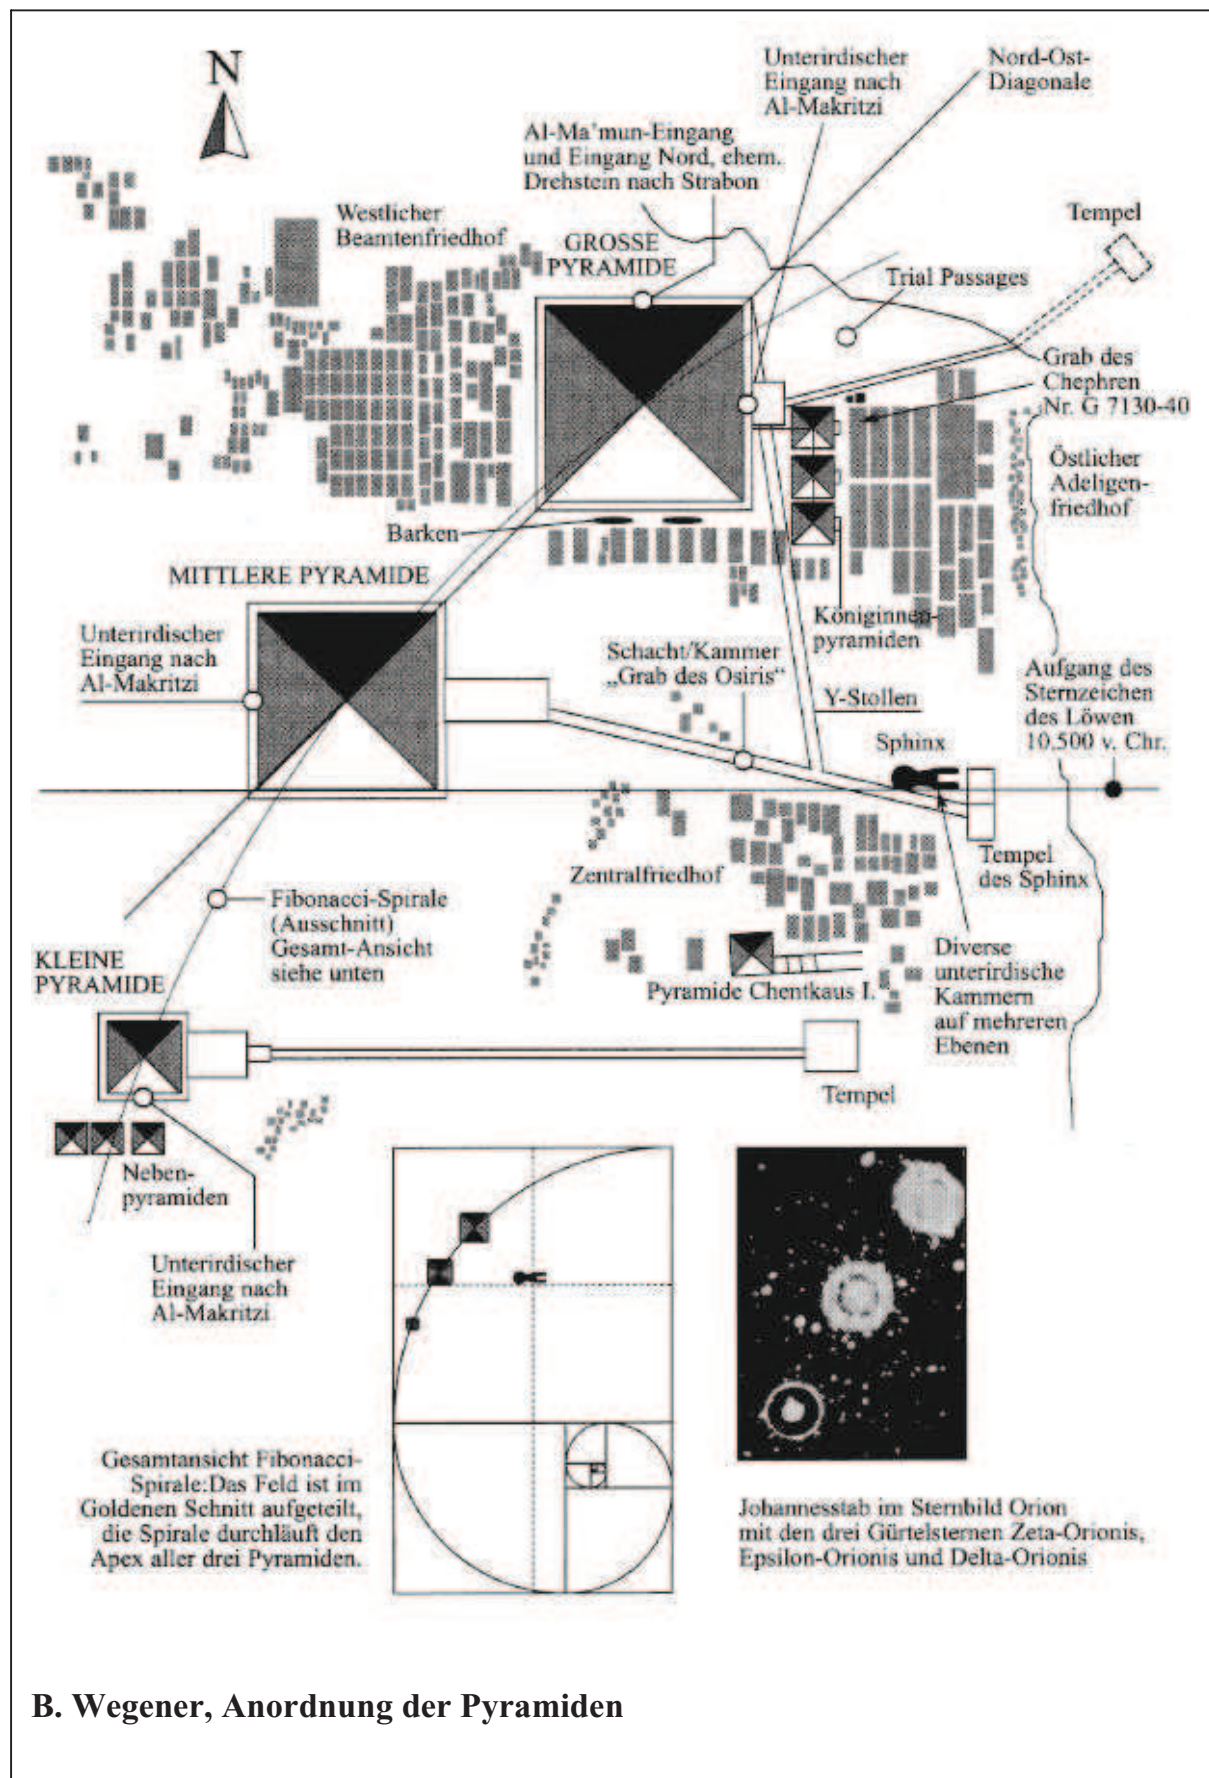 N
Unterirdischer
Eingang nach
Al-Makritzi
Nord-Ost-
Diagonale
Al-Ma'mun-Eingang
und Eingang Nord, ehem.
Drehstein nach Strabon
Westlicher
Beamtenfriedhof
GROSSE
PYRAMIDE
Tempel
Trial Passages
Grab des
Chephren
Nr. G 7130-40
Östlicher
Adeligen-
friedhof
Barken
MITTLERE PYRAMIDE
Unterirdischer
Eingang nach
Al-Makritzi
Königinnen-
pyramiden
Schacht/Kammer
„Grab des Osiris“
Y-Stollen
Aufgang des
Sternzeichen
des Löwen
10.500 v. Chr.
Sphinx
Zentralfriedhof
Tempel
des Sphinx
Fibonacci-Spirale
(Ausschnitt)
Gesamt-Ansicht
siehe unten
KLEINE
PYRAMIDE
Pyramide Chentkaus I.
Diverse
unterirdische
Kammern
auf mehreren
Ebenen
Tempel
Neben-
pyramiden
Unterirdischer
Eingang nach
Al-Makritzi
Gesamtansicht Fibonacci-
Spirale:Das Feld ist im
Goldenen Schnitt aufgeteilt,
die Spirale durchläuft den
Apex aller drei Pyramiden.
Johannesstab im Sternbild Orion
mit den drei Gürtelsternen Zeta-Orionis,
Epsilon-Orionis und Delta-Orionis
B. Wegener, Anordnung der Pyramiden